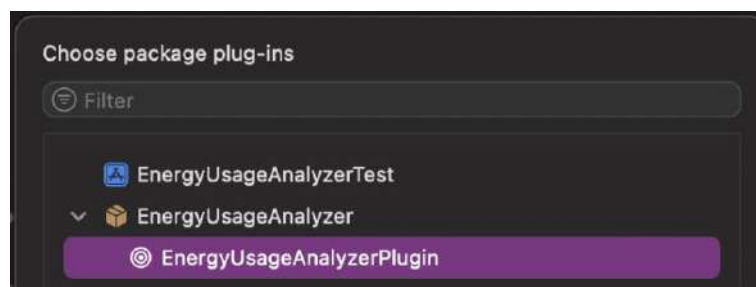 Choose package plug-ins
Filter
EnergyUsageAnalyzerTest
EnergyUsageAnalyzer
EnergyUsageAnalyzerPlugin